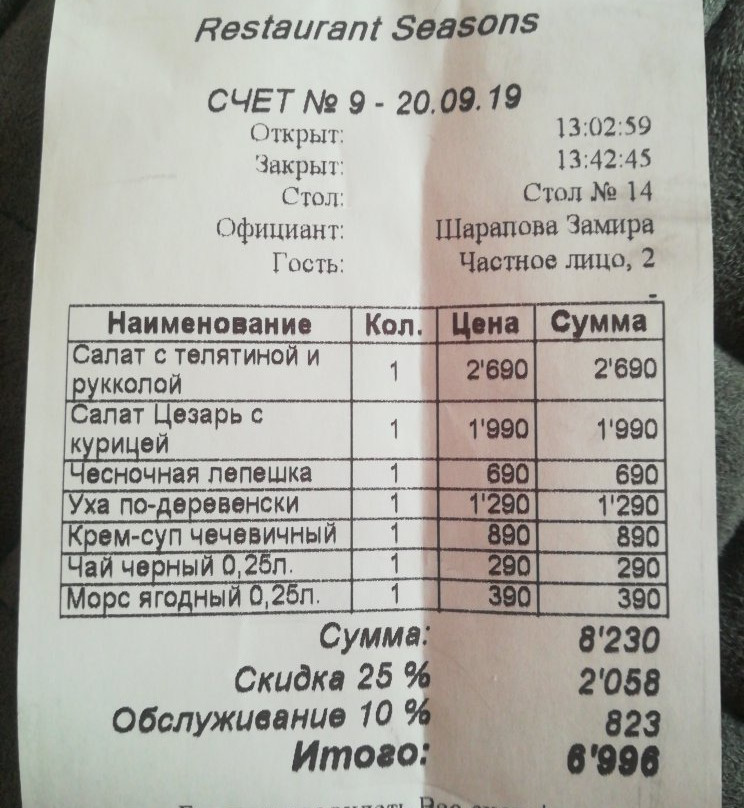 Restaurant Seasons
СЧЕТ № 9 - 20.09.19
Открыт: 13:02:59
Закрыт: 13:42:45
Стол: Стол № 14
Официант: Шарапова Замира
Гость: Частное лицо, 2
-
Наименование Кол. Цена Сумма
Салат с телятиной и
рукколой 1 2'690 2'690
Салат Цезарь с
курицей 1 1'990 1'990
Чесночная лепешка 1 690 690
Уха по-деревенски 1 1'290 1'290
Крем-суп чечевичный 1 890 890
Чай черный 0,25л. 1 290 290
Морс ягодный 0,25л. 1 390 390
Сумма: 8'230
Скидка 25 % 2'058
Обслуживание 10 % 823
Итого: 6'996